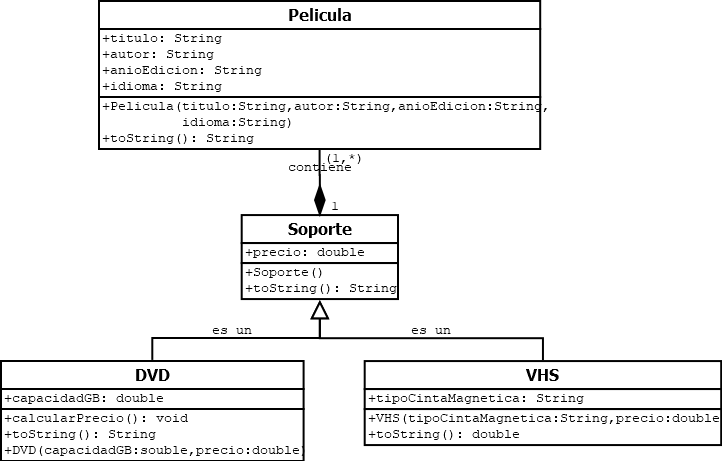 Pelicula
+titulo: String
+autor: String
+anioEdicion: String
+idioma: String
+Pelicula(titulo:String,autor:String,anioEdicion:String,
idioma:String)
+toString(): String
(1,*)
contiene
1
Soporte
+precio: double
+Soporte()
+toString(): String
es un
es un
DVD
+capacidadGB: double
+calcularPrecio(): void
+toString(): String
+DVD(capacidadGB:souble,precio:double)
VHS
+tipoCintaMagnetica: String
+VHS(tipoCintaMagnetica:String,precio:double
+toString(): double